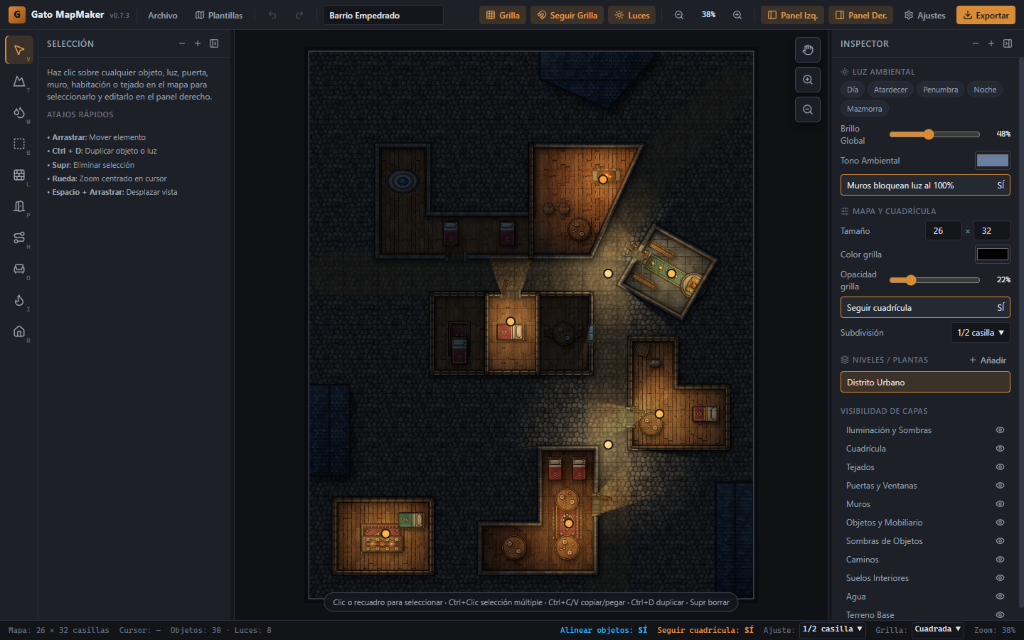 G Gato MapMaker v0.7.3 Archivo Plantillas Barrio Empedrado Grilla Seguir Grilla Luces 38% Panel Izq. Panel Der. Ajustes Exportar
SELECCIÓN
Haz clic sobre cualquier objeto, luz, puerta,
muro, habitación o tejado en el mapa para
seleccionarlo y editarlo en el panel derecho.
ATAJOS RÁPIDOS
• Arrastrar: Mover elemento
• Ctrl + D: Duplicar objeto o luz
• Supr: Eliminar selección
• Rueda: Zoom centrado en cursor
• Espacio + Arrastrar: Desplazar vista
INSPECTOR
LUZ AMBIENTAL
Día Atardecer Penumbra Noche
Mazmorra
Brillo
Global 48%
Tono Ambiental
Muros bloquean luz al 100% SÍ
MAPA Y CUADRÍCULA
Tamaño 26 × 32
Color grilla
Opacidad
grilla 22%
Seguir cuadrícula SÍ
Subdivisión 1/2 casilla ▼
NIVELES / PLANTAS + Añadir
Distrito Urbano
VISIBILIDAD DE CAPAS
Iluminación y Sombras
Cuadrícula
Tejados
Puertas y Ventanas
Muros
Objetos y Mobiliario
Sombras de Objetos
Caminos
Suelos Interiores
Agua
Terreno Base
Clic o recuadro para seleccionar · Ctrl+Clic selección múltiple · Ctrl+C/V copiar/pegar · Ctrl+D duplicar · Supr borrar
Mapa: 26 × 32 casillas Cursor: — Objetos: 30 · Luces: 8 Alinear objetos: SÍ Seguir cuadrícula: SÍ Ajuste: 1/2 casilla ▼ Grilla: Cuadrada ▼ Zoom: 38%